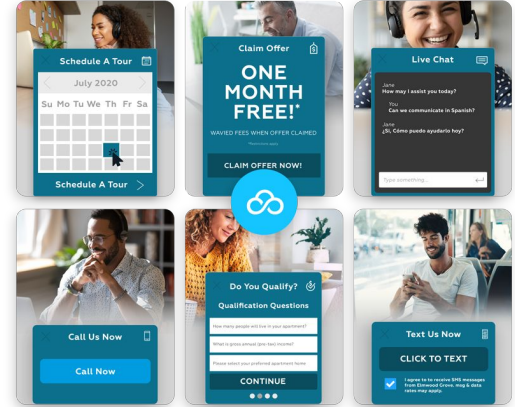 Schedule A Tour
July 2020
Su Mo Tu We Th Fr Sa
Schedule A Tour
Claim Offer
ONE
MONTH
FREE!*
WAVIED FEES WHEN OFFER CLAIMED
CLAIM OFFER NOW!
Live Chat
Jane
How may I assist you today?
You
Can we communicate in Spanish?
Jane
¿Si, Cómo puedo ayudarlo hoy?
Type something...
Call Us Now
Call Now
Do You Qualify?
Qualification Questions
How many people will live in your apartment?
What is gross annual (pre-tax) income?
Please select your preferred apartment home
CONTINUE
Text Us Now
CLICK TO TEXT
I agree to to receive SMS messages
from Elmwood Grove, msg & data
rates may apply.